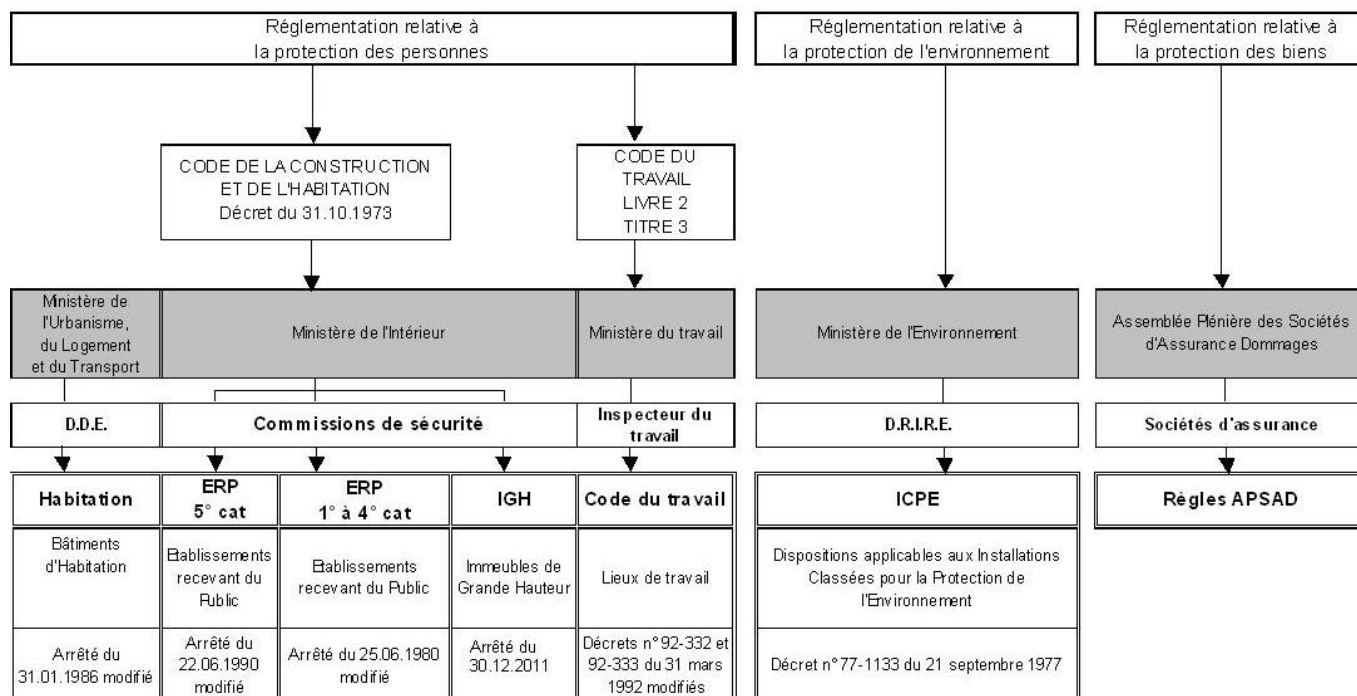 Réglementation relative à
la protection des personnes
Réglementation relative à
la protection de l'environnement
Réglementation relative à
la protection des biens
CODE DE LA CONSTRUCTION
ET DE L'HABITATION
Décret du 31.10.1973
CODE DU
TRAVAIL
LIVRE 2
TITRE 3
Ministère de
l'Urbanisme,
du Logement
et du Transport
Ministère de l'Intérieur
Ministère du travail
Ministère de l'Environnement
Assemblée Plénière des Sociétés
d'Assurance Dommages
D.D.E.
Commissions de sécurité
Inspecteur du
travail
D.R.I.R.E.
Sociétés d'assurance
Habitation
ERP
5° cat
ERP
1° à 4° cat
IGH
Code du travail
ICPE
Règles APSAD
Bâtiments
d'Habitation
Etablissements
recevant du
Public
Etablissements
recevant du Public
Immeubles de
Grande Hauteur
Lieux de travail
Dispositions applicables aux Installations
Classées pour la Protection de
l'Environnement
Arrêté du
31.01.1986 modifié
Arrêté du
22.06.1990
modifié
Arrêté du 25.06.1980
modifié
Arrêté du
30.12.2011
Décrets n°92-332 et
92-333 du 31 mars
1992 modifiés
Décret n°77-1133 du 21 septembre 1977